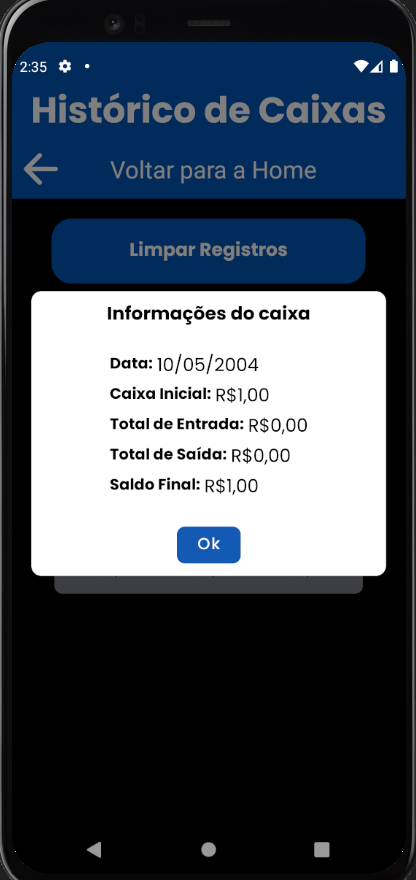 2:35
Histórico de Caixas
Voltar para a Home
Limpar Registros
Informações do caixa
Data: 10/05/2004
Caixa Inicial: R$1,00
Total de Entrada: R$0,00
Total de Saída: R$0,00
Saldo Final: R$1,00
Ok